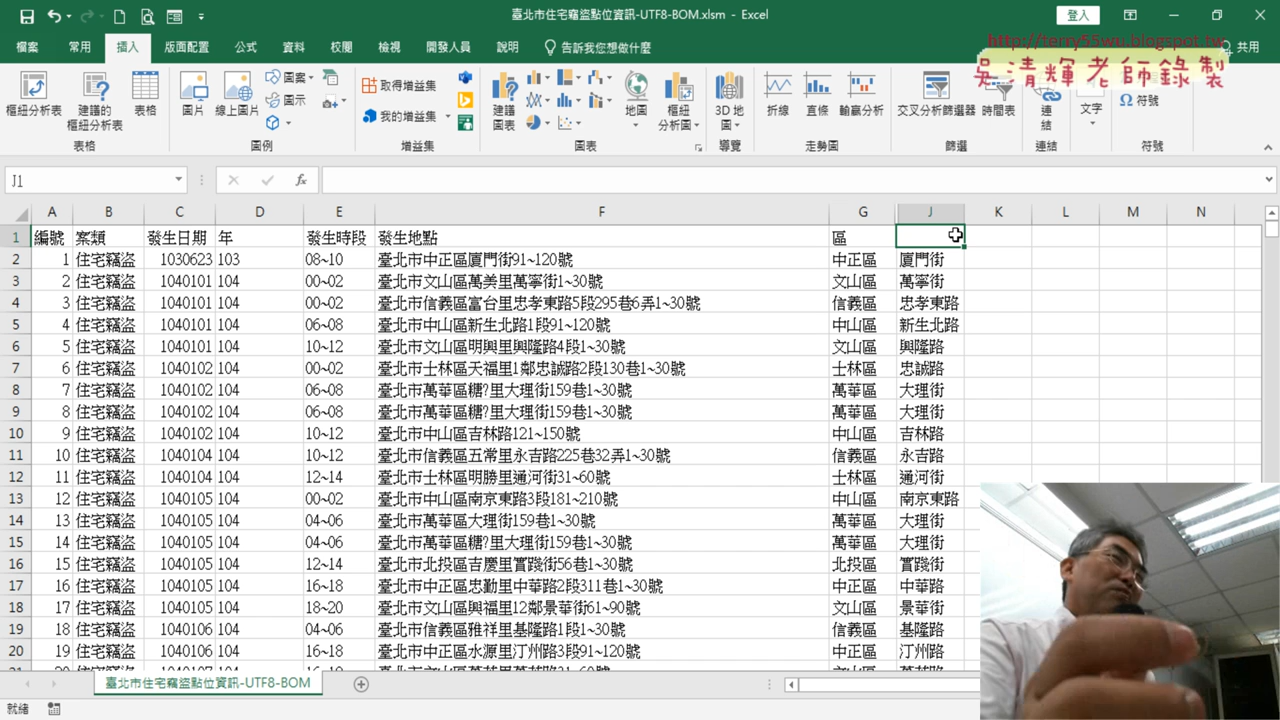 臺北市住宅竊盜點位資訊-UTF8-BOM.xlsm - Excel
登入
檔案 常用 插入 版面配置 公式 資料 校閱 檢視 開發人員 說明 告訴我您想做什麼 共用
http://terry55wu.blogspot.tw
吳清輝老師錄製
樞紐分析表 建議的樞紐分析表 表格 圖片 線上圖片 圖案 圖示 取得增益集 我的增益集 建議圖表 地圖 樞紐分析圖 3D 地圖 折線 直條 輸贏分析 交叉分析篩選器 時間表 連結 文字 符號
表格 圖例 增益集 圖表 導覽 走勢圖 篩選 連結 符號
J1 fx
A B C D E F G J K L M N
1 編號 案類 發生日期 年 發生時段 發生地點 區
2 1 住宅竊盜 1030623 103 08~10 臺北市中正區廈門街91~120號 中正區 廈門街
3 2 住宅竊盜 1040101 104 00~02 臺北市文山區萬美里萬寧街1~30號 文山區 萬寧街
4 3 住宅竊盜 1040101 104 00~02 臺北市信義區富台里忠孝東路5段295巷6弄1~30號 信義區 忠孝東路
5 4 住宅竊盜 1040101 104 06~08 臺北市中山區新生北路1段91~120號 中山區 新生北路
6 5 住宅竊盜 1040101 104 10~12 臺北市文山區明興里興隆路4段1~30號 文山區 興隆路
7 6 住宅竊盜 1040102 104 00~02 臺北市士林區天福里1鄰忠誠路2段130巷1~30號 士林區 忠誠路
8 7 住宅竊盜 1040102 104 06~08 臺北市萬華區糖?里大理街159巷1~30號 萬華區 大理街
9 8 住宅竊盜 1040102 104 06~08 臺北市萬華區糖?里大理街159巷1~30號 萬華區 大理街
10 9 住宅竊盜 1040102 104 10~12 臺北市中山區吉林路121~150號 中山區 吉林路
11 10 住宅竊盜 1040104 104 10~12 臺北市信義區五常里永吉路225巷32弄1~30號 信義區 永吉路
12 11 住宅竊盜 1040104 104 12~14 臺北市士林區明勝里通河街31~60號 士林區 通河街
13 12 住宅竊盜 1040105 104 00~02 臺北市中山區南京東路3段181~210號 中山區 南京東路
14 13 住宅竊盜 1040105 104 04~06 臺北市萬華區大理街159巷1~30號 萬華區 大理街
15 14 住宅竊盜 1040105 104 04~06 臺北市萬華區糖?里大理街159巷1~30號 萬華區 大理街
16 15 住宅竊盜 1040105 104 12~14 臺北市北投區吉慶里實踐街56巷1~30號 北投區 實踐街
17 16 住宅竊盜 1040105 104 16~18 臺北市中正區忠勤里中華路2段311巷1~30號 中正區 中華路
18 17 住宅竊盜 1040105 104 18~20 臺北市文山區興福里12鄰景華街61~90號 文山區 景華街
19 18 住宅竊盜 1040106 104 04~06 臺北市信義區雅祥里基隆路1段1~30號 信義區 基隆路
20 19 住宅竊盜 1040106 104 16~18 臺北市中正區水源里汀州路3段91~120號 中正區 汀州路
臺北市住宅竊盜點位資訊-UTF8-BOM
就緒